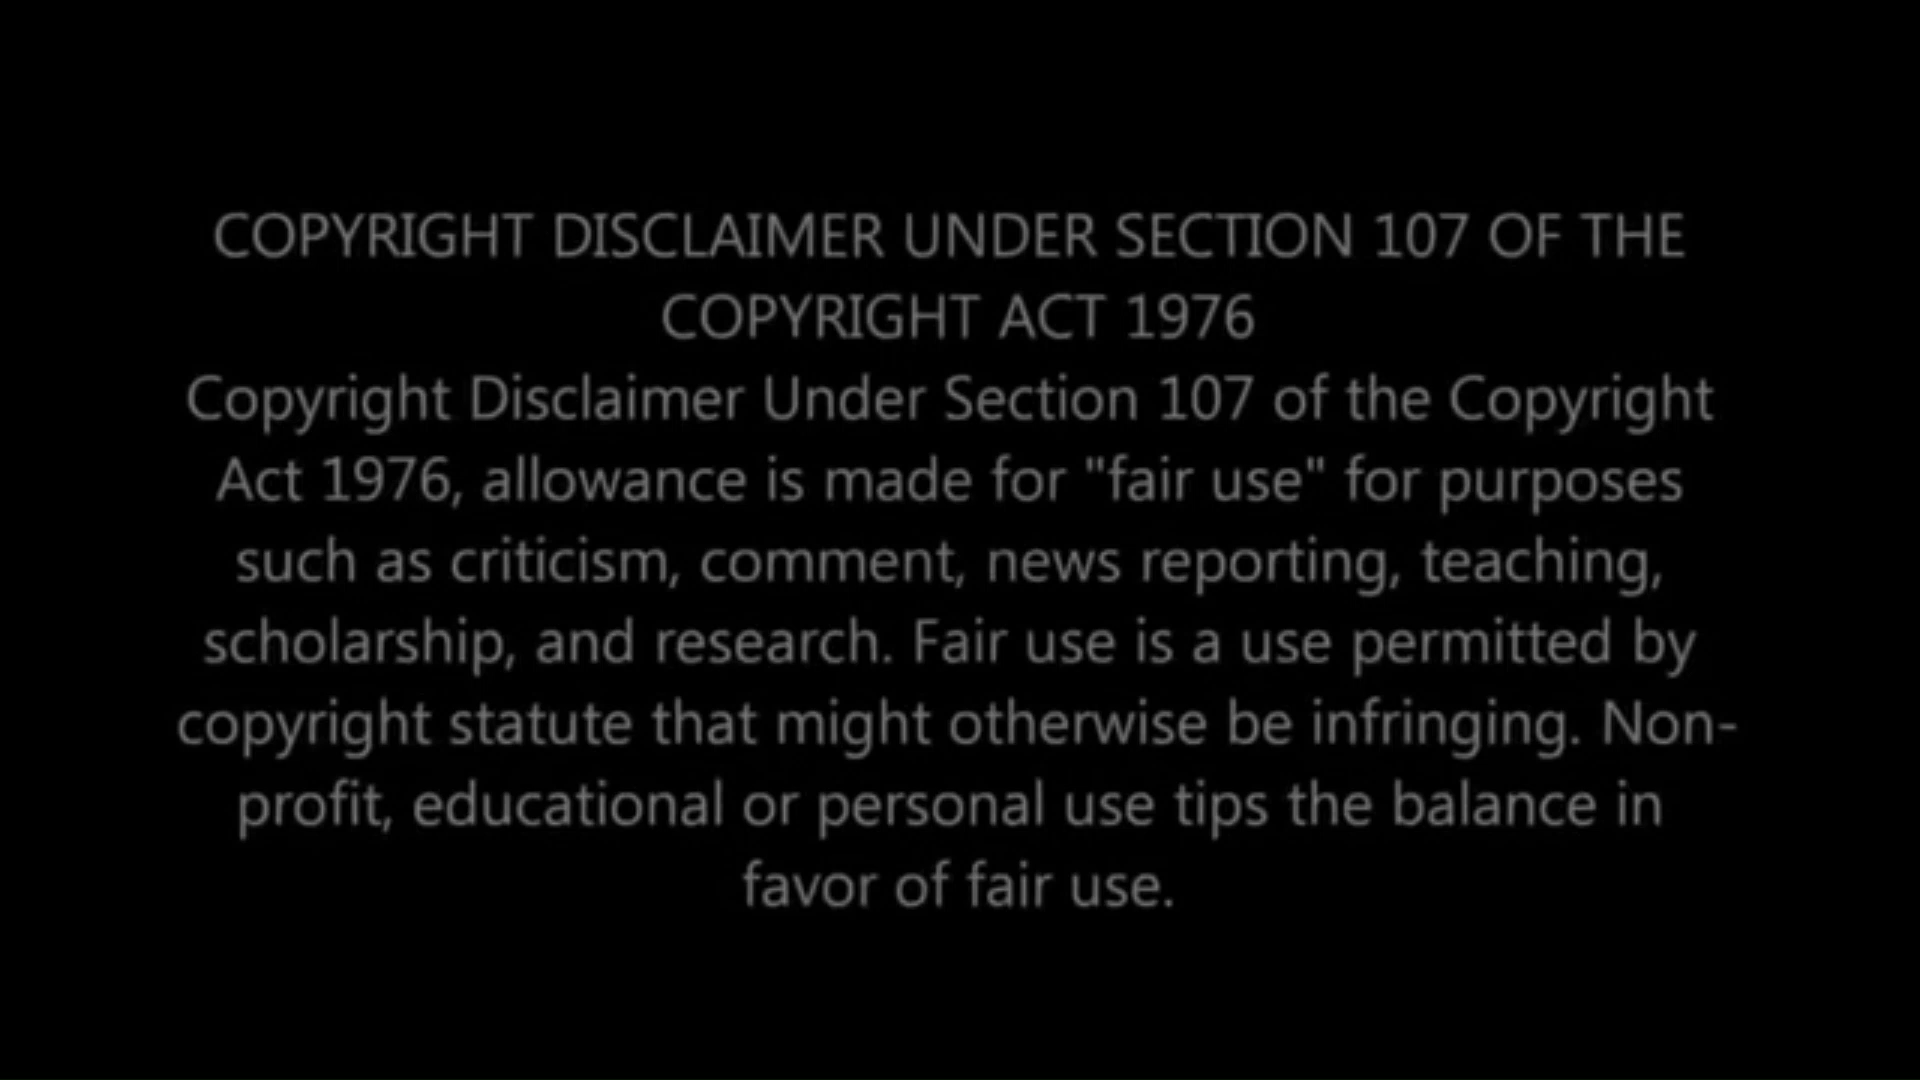 COPYRIGHT DISCLAIMER UNDER SECTION 107 OF THE
COPYRIGHT ACT 1976
Copyright Disclaimer Under Section 107 of the Copyright
Act 1976, allowance is made for "fair use" for purposes
such as criticism, comment, news reporting, teaching,
scholarship, and research. Fair use is a use permitted by
copyright statute that might otherwise be infringing. Non-
profit, educational or personal use tips the balance in
favor of fair use.